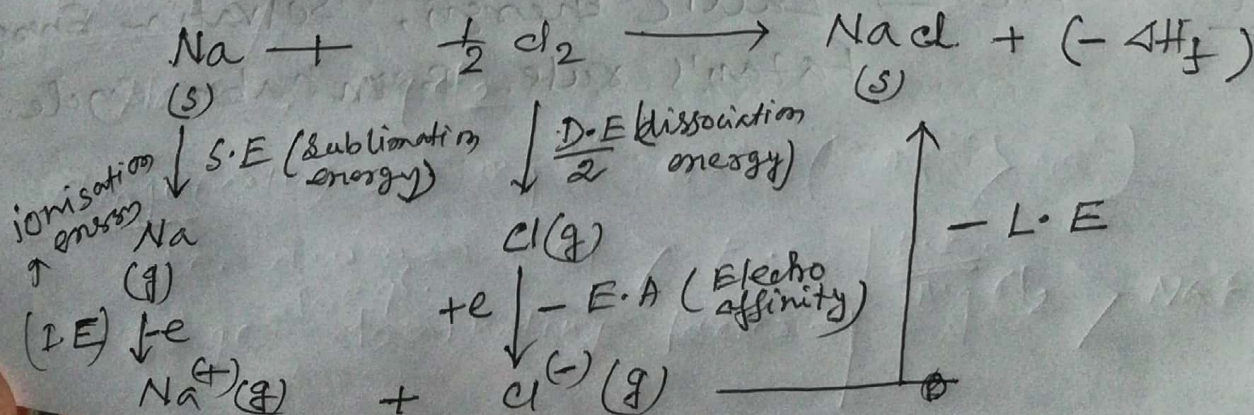 Na + 1/2 Cl2 ⟶ NaCl + (- ΔHf)
(s) (s)
↓ S.E (Sublimation energy) ↓ D.E/2 (dissociation energy)
ionisation energy
Na Cl(g) - L.E
(g)
(I.E) ↓ -e +e ↓ - E.A (Electro affinity)
Na(+)(g) + Cl(-)(g)